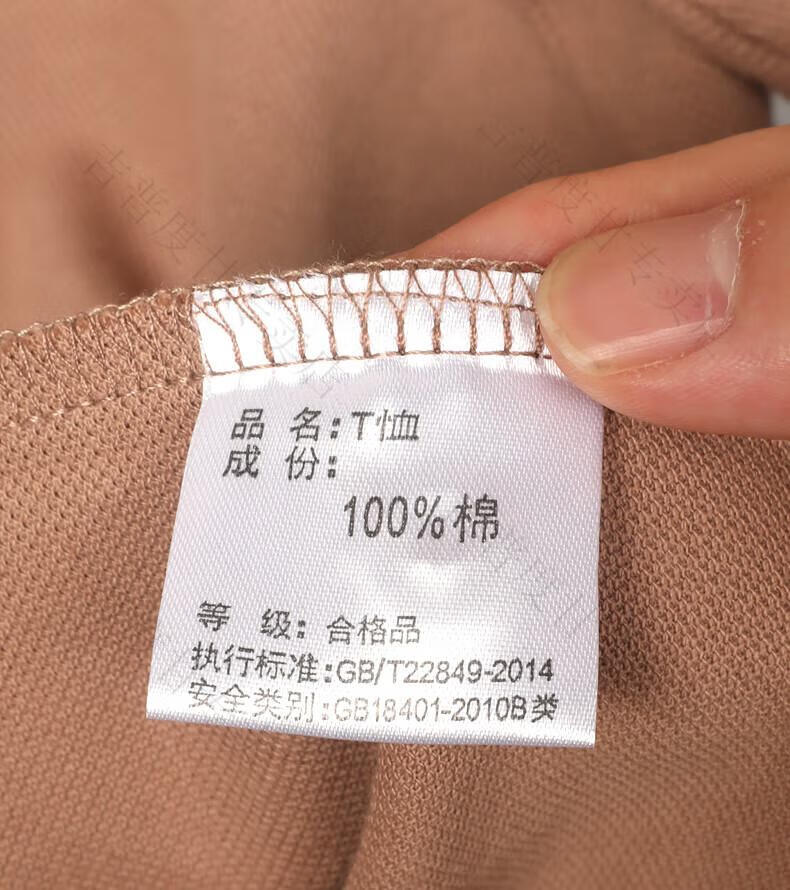 品 名:T恤
成 份:
100%棉
等 级:合格品
执行标准:GB/T22849-2014
安全类别:GB18401-2010B类